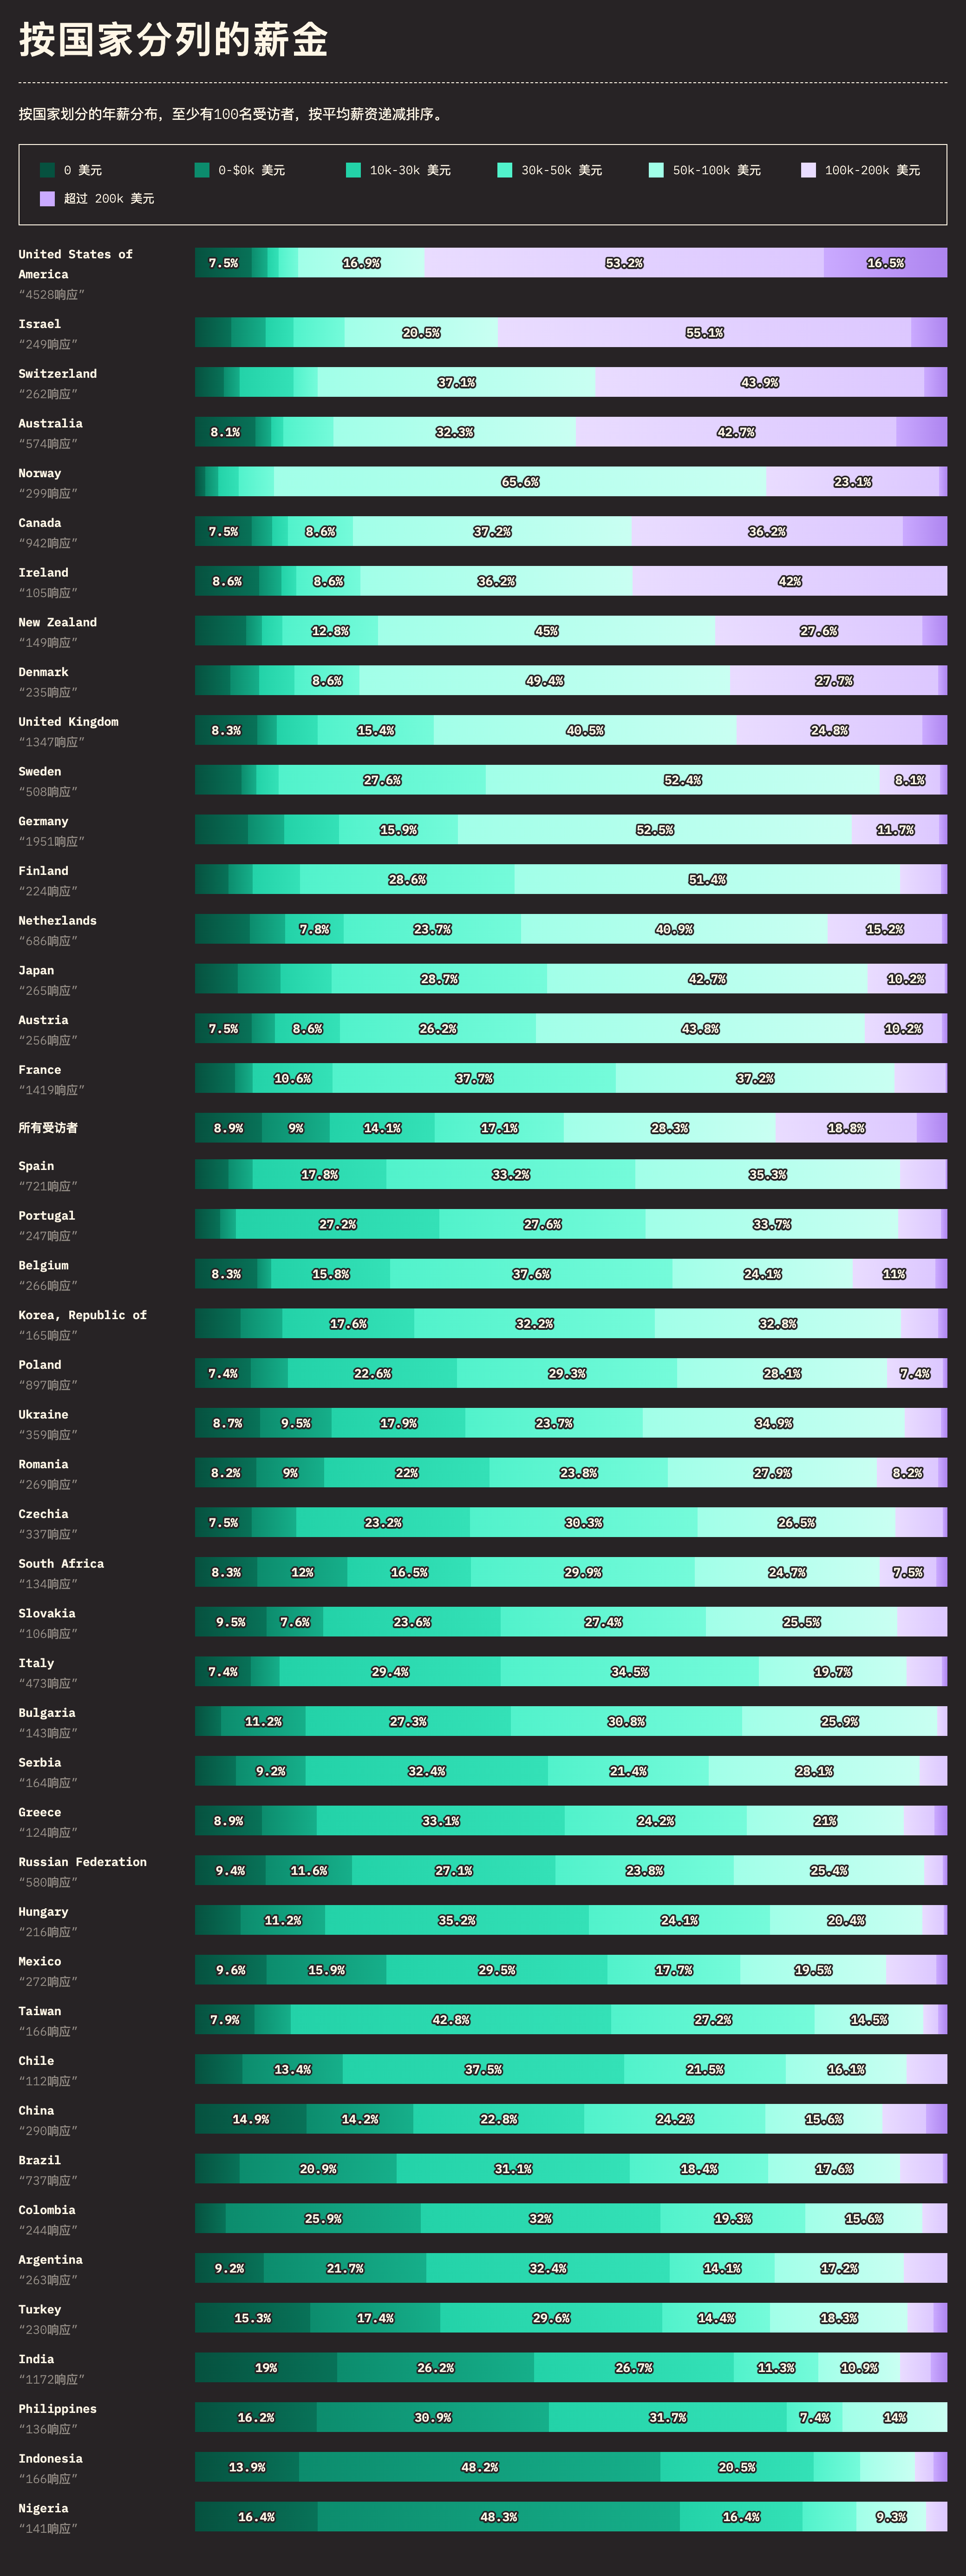 按国家分列的薪金
按国家划分的年薪分布，至少有100名受访者，按平均薪资递减排序。
0 美元 0-$0k 美元 10k-30k 美元 30k-50k 美元 50k-100k 美元 100k-200k 美元
超过 200k 美元
United States of
America
7.5% 16.9% 53.2% 16.5%
“4528响应”
Israel
20.5% 55.1%
“249响应”
Switzerland
37.1% 43.9%
“262响应”
Australia
8.1% 32.3% 42.7%
“574响应”
Norway
65.6% 23.1%
“299响应”
Canada
7.5% 8.6% 37.2% 36.2%
“942响应”
Ireland
8.6% 8.6% 36.2% 42%
“105响应”
New Zealand
12.8% 45% 27.6%
“149响应”
Denmark
8.6% 49.4% 27.7%
“235响应”
United Kingdom
8.3% 15.4% 40.5% 24.8%
“1347响应”
Sweden
27.6% 52.4% 8.1%
“508响应”
Germany
15.9% 52.5% 11.7%
“1951响应”
Finland
28.6% 51.4%
“224响应”
Netherlands
7.8% 23.7% 40.9% 15.2%
“686响应”
Japan
28.7% 42.7% 10.2%
“265响应”
Austria
7.5% 8.6% 26.2% 43.8% 10.2%
“256响应”
France
10.6% 37.7% 37.2%
“1419响应”
所有受访者 8.9% 9% 14.1% 17.1% 28.3% 18.8%
Spain
17.8% 33.2% 35.3%
“721响应”
Portugal
27.2% 27.6% 33.7%
“247响应”
Belgium
8.3% 15.8% 37.6% 24.1% 11%
“266响应”
Korea, Republic of
17.6% 32.2% 32.8%
“165响应”
Poland
7.4% 22.6% 29.3% 28.1% 7.4%
“897响应”
Ukraine
8.7% 9.5% 17.9% 23.7% 34.9%
“359响应”
Romania
8.2% 9% 22% 23.8% 27.9% 8.2%
“269响应”
Czechia
7.5% 23.2% 30.3% 26.5%
“337响应”
South Africa
8.3% 12% 16.5% 29.9% 24.7% 7.5%
“134响应”
Slovakia
9.5% 7.6% 23.6% 27.4% 25.5%
“106响应”
Italy
7.4% 29.4% 34.5% 19.7%
“473响应”
Bulgaria
11.2% 27.3% 30.8% 25.9%
“143响应”
Serbia
9.2% 32.4% 21.4% 28.1%
“164响应”
Greece
8.9% 33.1% 24.2% 21%
“124响应”
Russian Federation
9.4% 11.6% 27.1% 23.8% 25.4%
“580响应”
Hungary
11.2% 35.2% 24.1% 20.4%
“216响应”
Mexico
9.6% 15.9% 29.5% 17.7% 19.5%
“272响应”
Taiwan
7.9% 42.8% 27.2% 14.5%
“166响应”
Chile
13.4% 37.5% 21.5% 16.1%
“112响应”
China
14.9% 14.2% 22.8% 24.2% 15.6%
“290响应”
Brazil
20.9% 31.1% 18.4% 17.6%
“737响应”
Colombia
25.9% 32% 19.3% 15.6%
“244响应”
Argentina
9.2% 21.7% 32.4% 14.1% 17.2%
“263响应”
Turkey
15.3% 17.4% 29.6% 14.4% 18.3%
“230响应”
India
19% 26.2% 26.7% 11.3% 10.9%
“1172响应”
Philippines
16.2% 30.9% 31.7% 7.4% 14%
“136响应”
Indonesia
13.9% 48.2% 20.5%
“166响应”
Nigeria
16.4% 48.3% 16.4% 9.3%
“141响应”